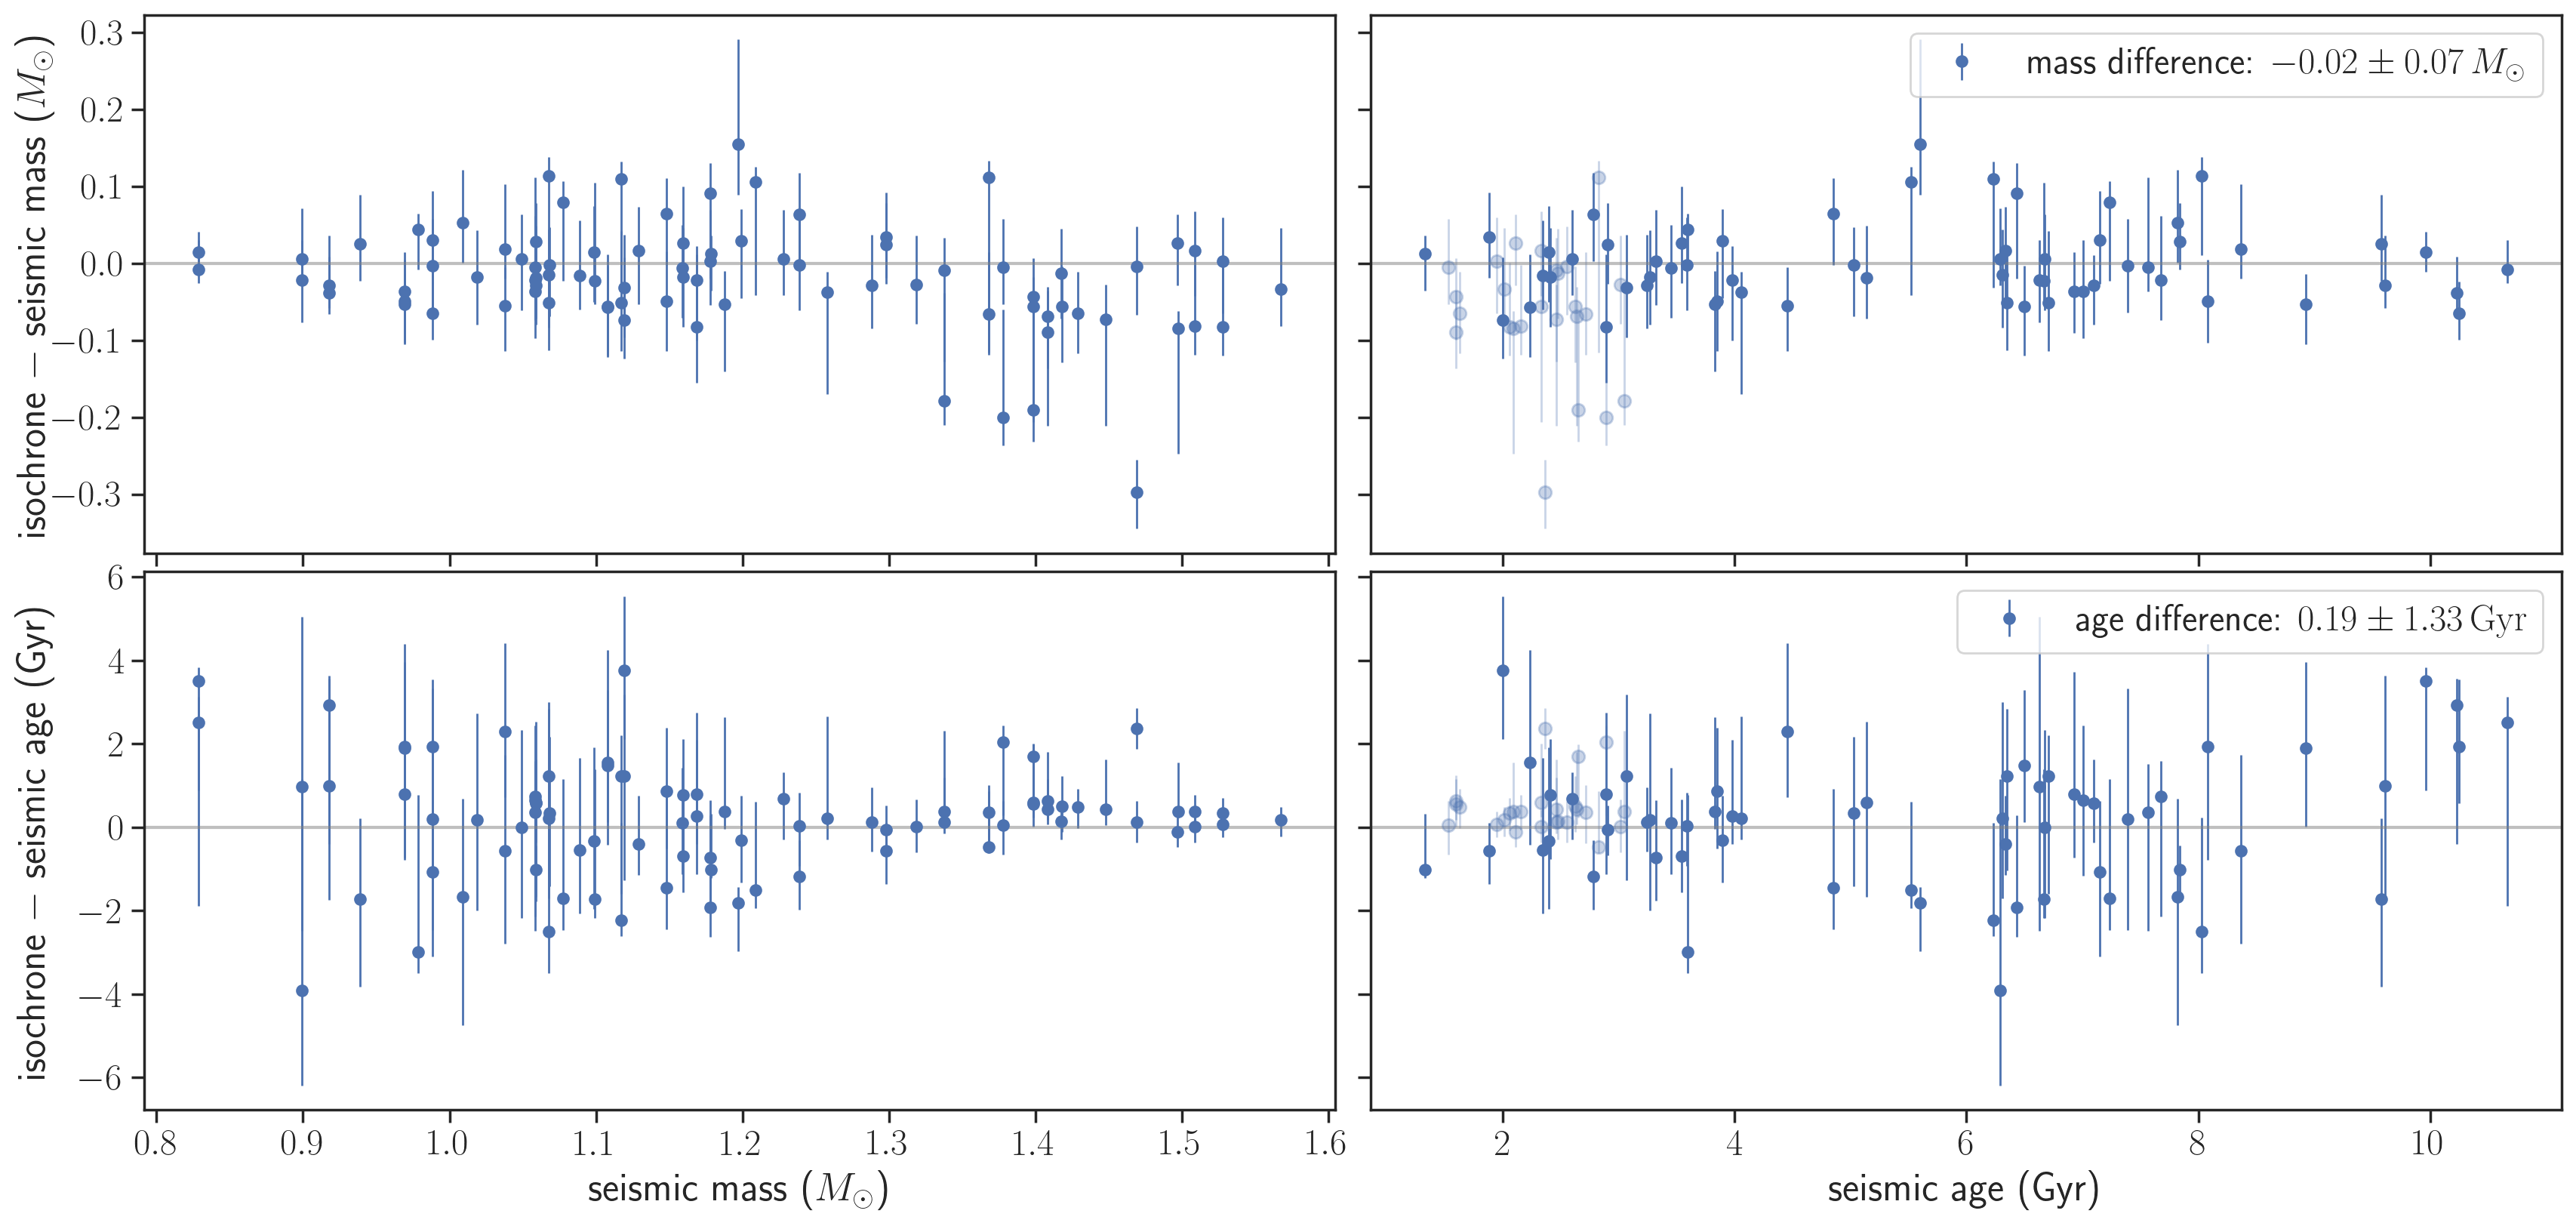 isochrone − seismic mass (M⊙)
0.3
0.2
0.1
0.0
−0.1
−0.2
−0.3
mass difference: −0.02 ± 0.07 M⊙
isochrone − seismic age (Gyr)
6
4
2
0
−2
−4
−6
age difference: 0.19 ± 1.33 Gyr
0.8 0.9 1.0 1.1 1.2 1.3 1.4 1.5 1.6
2 4 6 8 10
seismic mass (M⊙)
seismic age (Gyr)